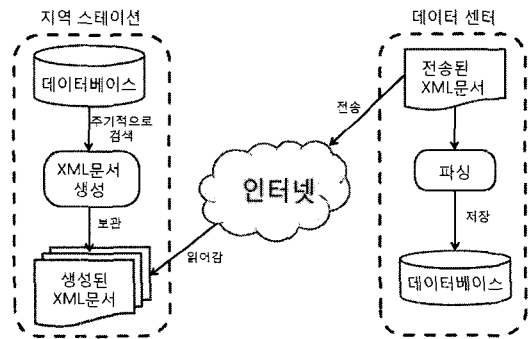 지역 스테이션
데이터베이스
주기적으로
검색
XML문서
생성
보관
생성된
XML문서
인터넷
읽어감
전송
데이터 센터
전송된
XML문서
파싱
저장
데이터베이스